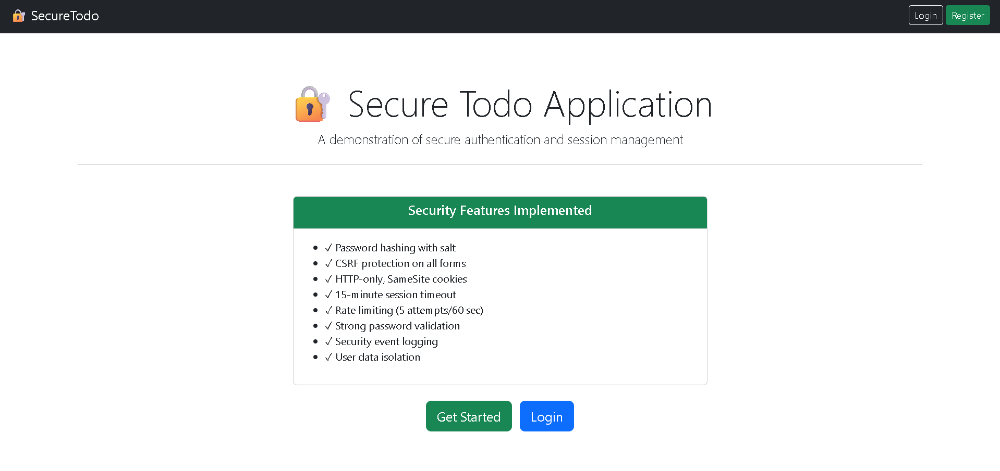 SecureTodo
Login
Register
Secure Todo Application
A demonstration of secure authentication and session management
Security Features Implemented
• ✓ Password hashing with salt
• ✓ CSRF protection on all forms
• ✓ HTTP-only, SameSite cookies
• ✓ 15-minute session timeout
• ✓ Rate limiting (5 attempts/60 sec)
• ✓ Strong password validation
• ✓ Security event logging
• ✓ User data isolation
Get Started
Login